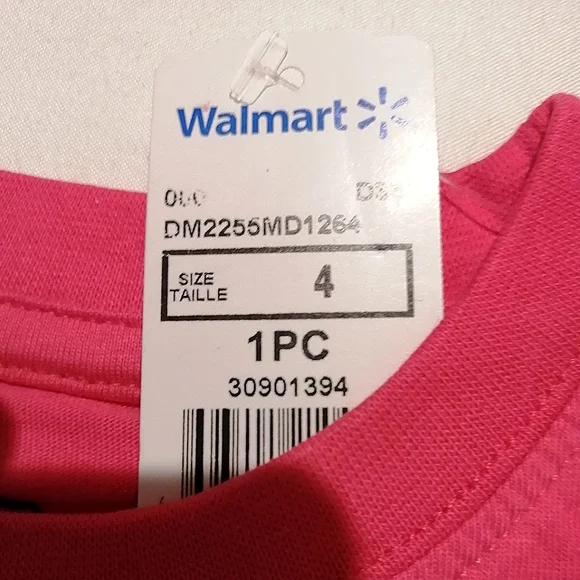 Walmart
DM2255MD1264
SIZE 4
TAILLE
1PC
30901394